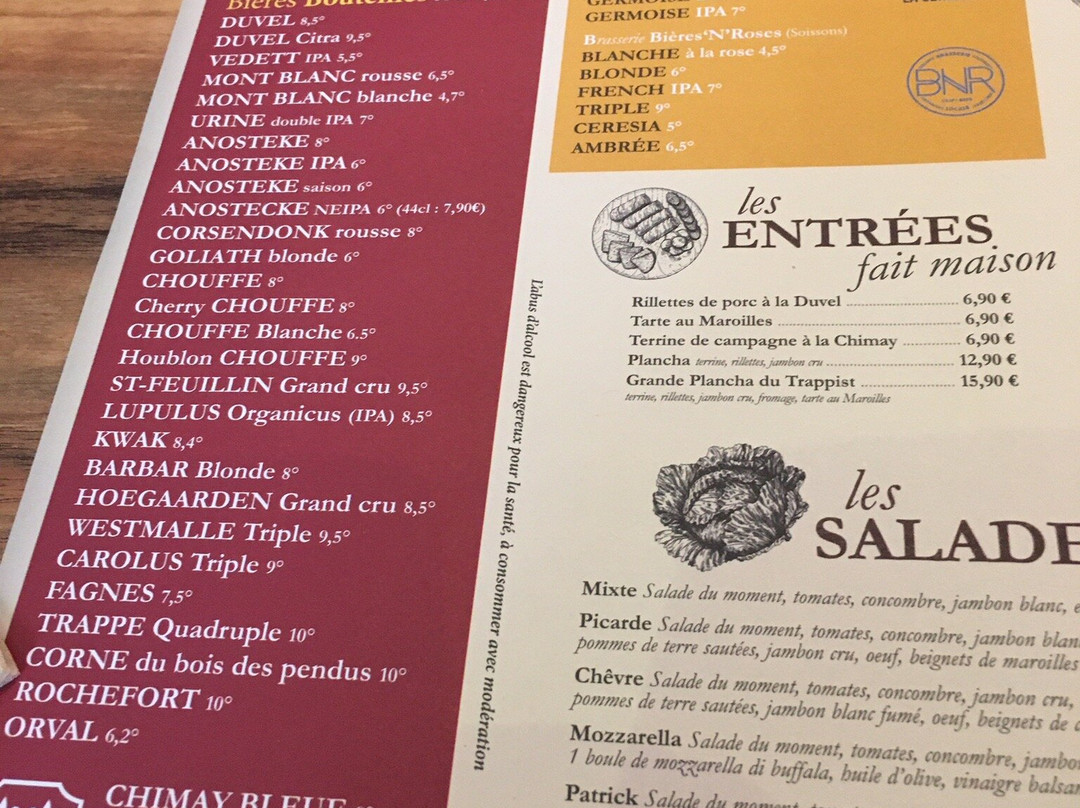 Bières Bouteilles
DUVEL 8,5°
DUVEL Citra 9,5°
VEDETT IPA 5,5°
MONT BLANC rousse 6,5°
MONT BLANC blanche 4,7°
URINE double IPA 7°
ANOSTEKE 8°
ANOSTEKE IPA 6°
ANOSTEKE saison 6°
ANOSTECKE NEIPA 6° (44cl : 7,90€)
CORSENDONK rousse 8°
GOLIATH blonde 6°
CHOUFFE 8°
Cherry CHOUFFE 8°
CHOUFFE Blanche 6.5°
Houblon CHOUFFE 9°
ST-FEUILLIN Grand cru 9,5°
LUPULUS Organicus (IPA) 8,5°
KWAK 8,4°
BARBAR Blonde 8°
HOEGAARDEN Grand cru 8,5°
WESTMALLE Triple 9,5°
CAROLUS Triple 9°
FAGNES 7,5°
TRAPPE Quadruple 10°
CORNE du bois des pendus 10°
ROCHEFORT 10°
ORVAL 6,2°
CHIMAY BLEUE
L'abus d'alcool est dangereux pour la santé, à consommer avec modération
GERMOISE IPA 7°
Brasserie Bières'N'Roses (Soissons)
BLANCHE à la rose 4,5°
BLONDE 6°
FRENCH IPA 7°
TRIPLE 9°
CERESIA 5°
AMBRÉE 6,5°
BNR
les
ENTRÉES
fait maison
Rillettes de porc à la Duvel 6,90 €
Tarte au Maroilles 6,90 €
Terrine de campagne à la Chimay 6,90 €
Plancha terrine, rillettes, jambon cru 12,90 €
Grande Plancha du Trappist 15,90 €
terrine, rillettes, jambon cru, fromage, tarte au Maroilles
les
SALADE
Mixte Salade du moment, tomates, concombre, jambon blanc,
Picarde Salade du moment, tomates, concombre, jambon blan
pommes de terre sautées, jambon cru, oeuf, beignets de maroilles
Chêvre Salade du moment, tomates, concombre, jambon cru,
pommes de terre sautées, jambon blanc fumé, oeuf, beignets de
Mozzarella Salade du moment, tomates, concombre, jambo
1 boule de mozzarella di buffala, huile d'olive, vinaigre balsa
Patrick Salade du moment, tomates,